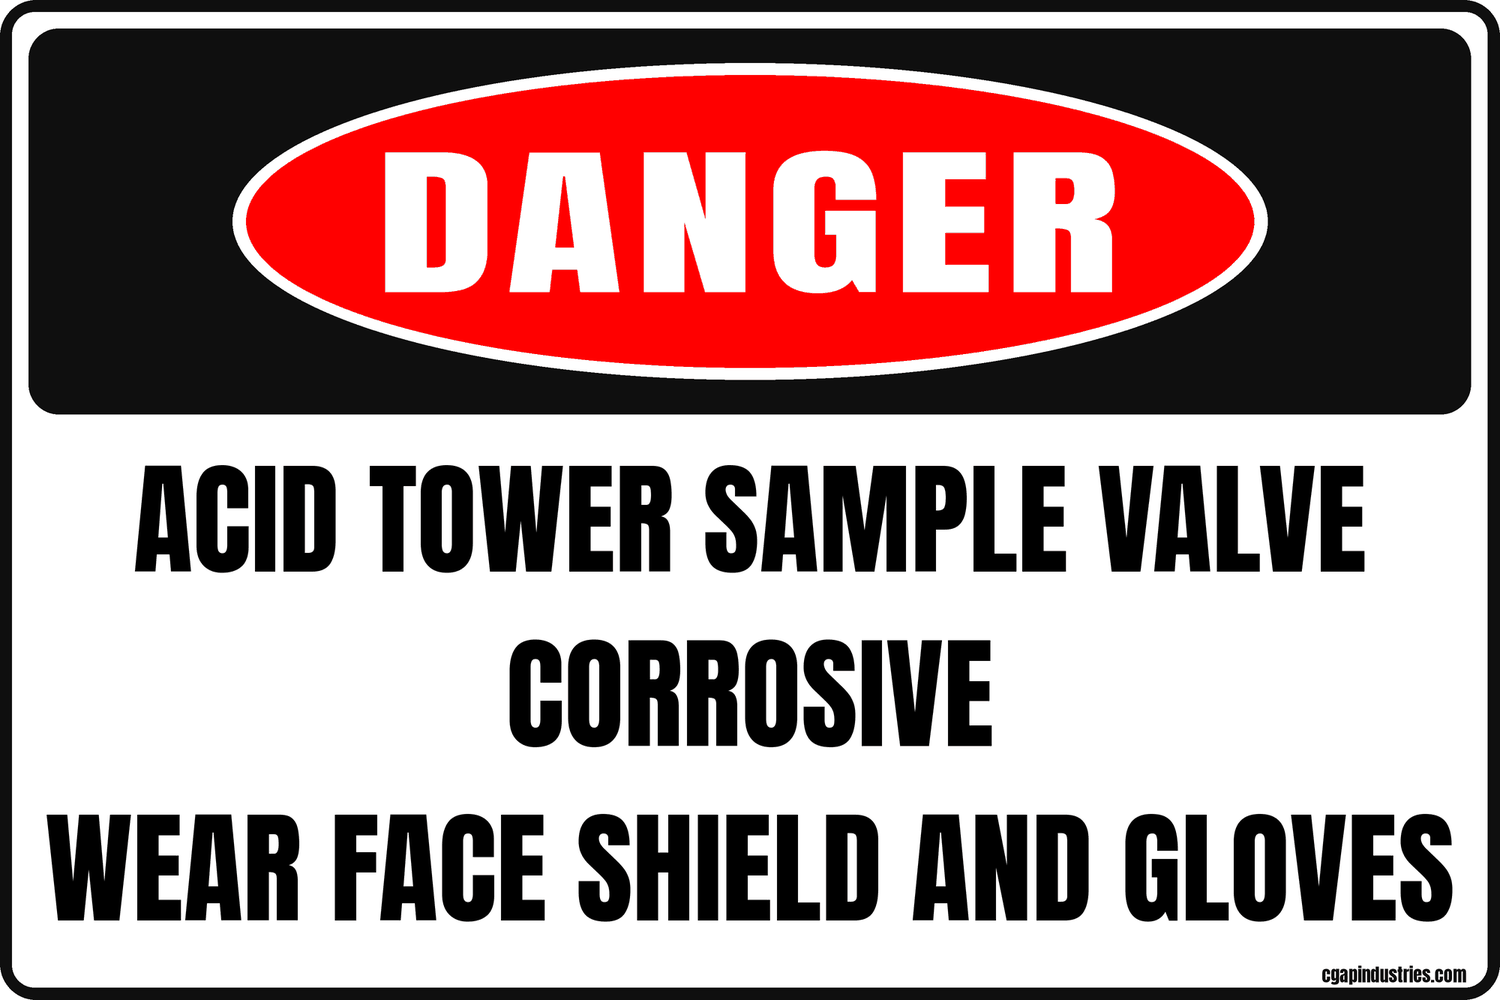 DANGER
ACID TOWER SAMPLE VALVE
CORROSIVE
WEAR FACE SHIELD AND GLOVES
cgapindustries.com